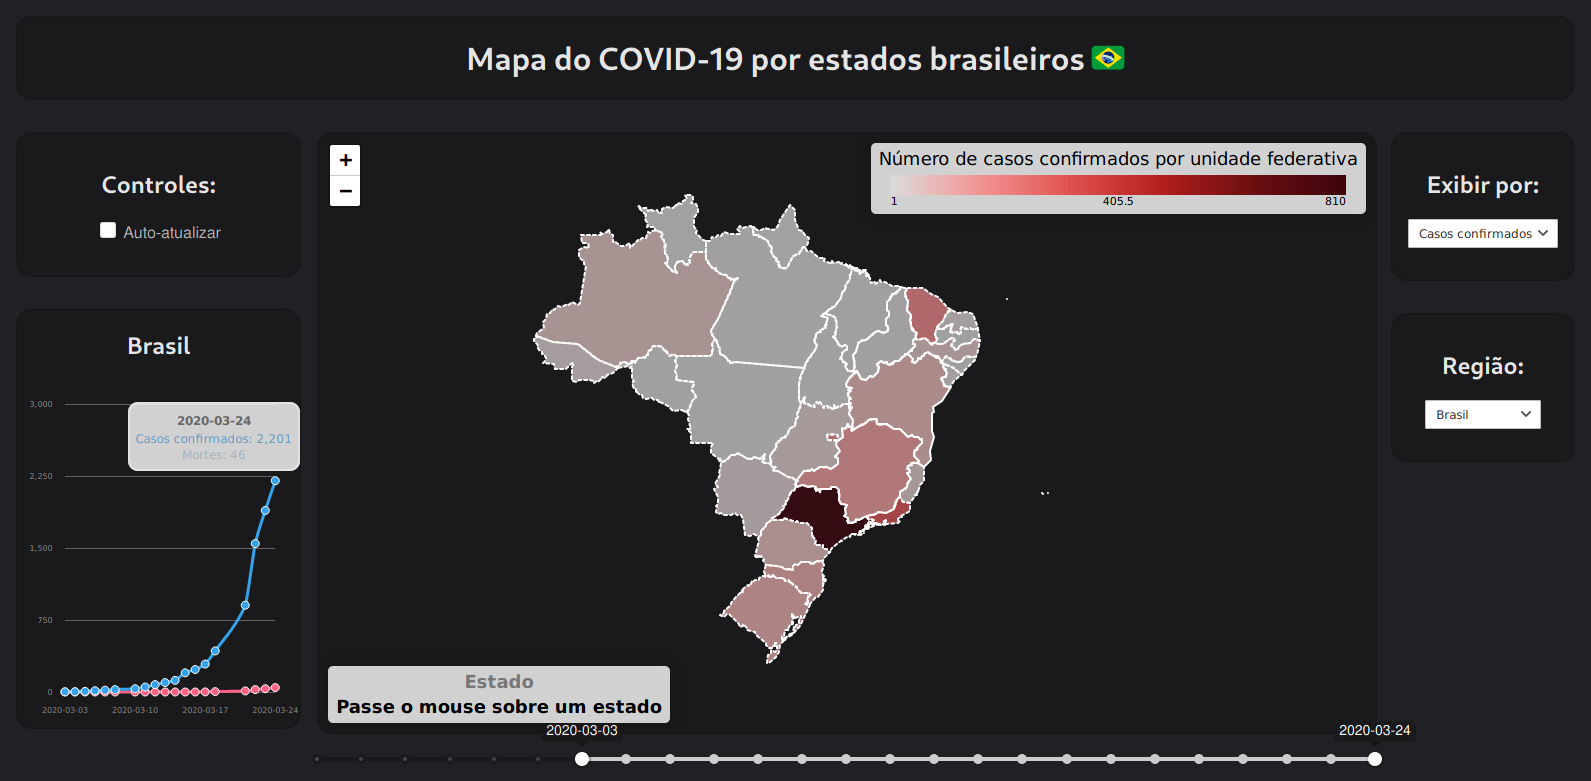 Mapa do COVID-19 por estados brasileiros
Controles:
Auto-atualizar
Brasil
3,000
2,250
1,500
750
0
2020-03-24
Casos confirmados: 2,201
Mortes: 46
2020-03-03
2020-03-10
2020-03-17
2020-03-24
+
−
Número de casos confirmados por unidade federativa
1
405.5
810
Estado
Passe o mouse sobre um estado
2020-03-03
2020-03-24
Exibir por:
Casos confirmados
Região:
Brasil